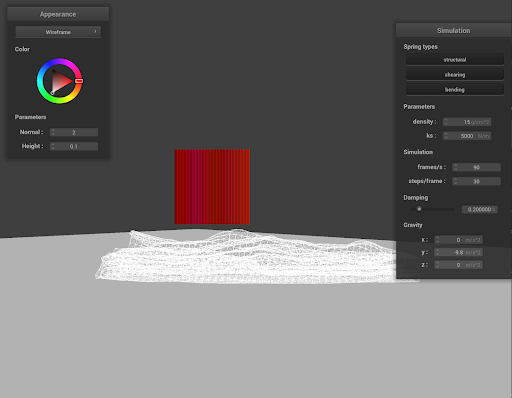 Appearance
Wireframe
Color
Parameters
Normal : 2
Height : 0.1
Simulation
Spring types
structural
shearing
bending
Parameters
density : 15 g/cm^2
ks : 5000 N/m
Simulation
frames/s : 90
steps/frame : 30
Damping
0.200000
Gravity
x : 0 m/s^2
y : -9.8 m/s^2
z : 0 m/s^2